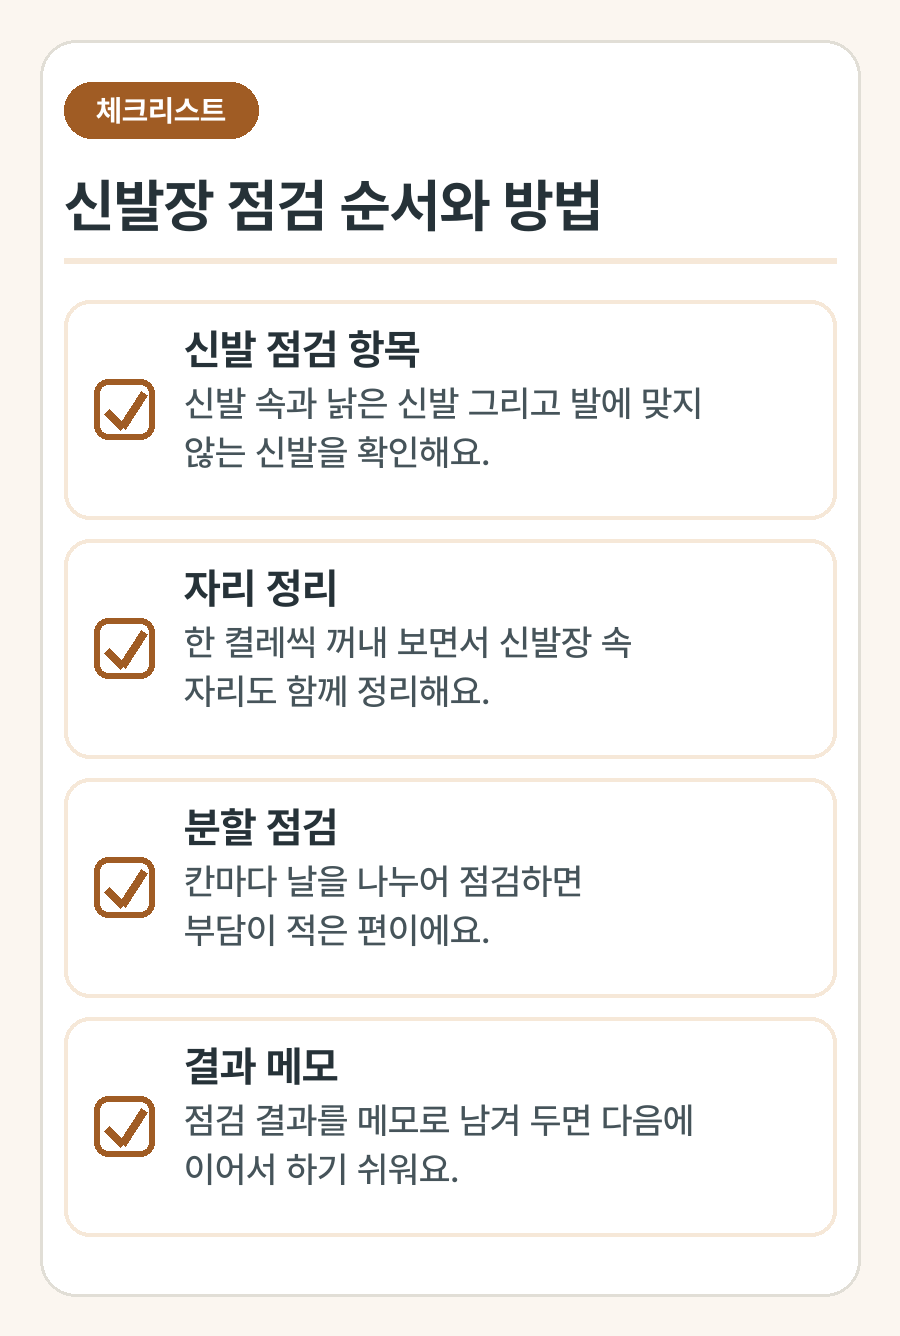 체크리스트
신발장 점검 순서와 방법
신발 점검 항목
신발 속과 낡은 신발 그리고 발에 맞지
않는 신발을 확인해요.
자리 정리
한 켤레씩 꺼내 보면서 신발장 속
자리도 함께 정리해요.
분할 점검
칸마다 날을 나누어 점검하면
부담이 적은 편이에요.
결과 메모
점검 결과를 메모로 남겨 두면 다음에
이어서 하기 쉬워요.